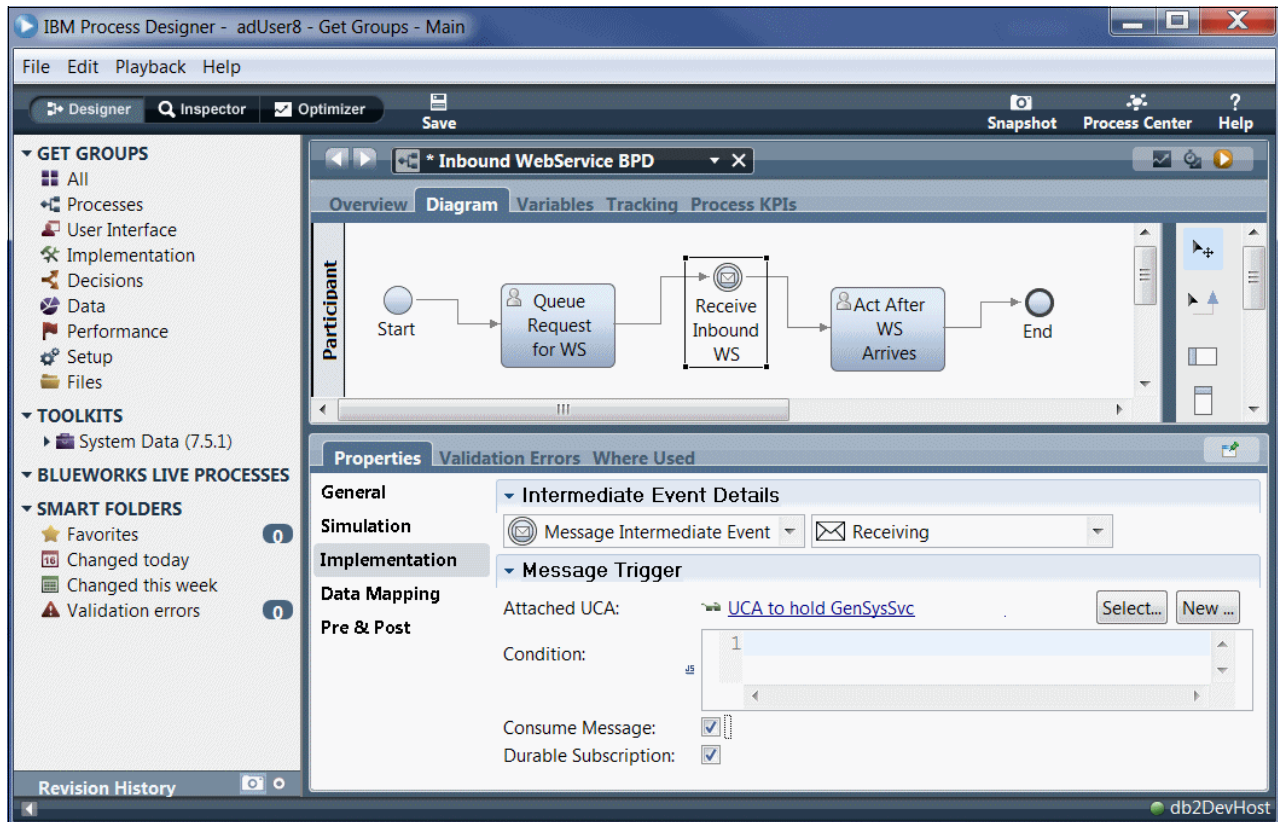 IBM Process Designer - adUser8 - Get Groups - Main
File Edit Playback Help
Designer Inspector Optimizer Save Snapshot Process Center Help
GET GROUPS
All
Processes
User Interface
Implementation
Decisions
Data
Performance
Setup
Files
TOOLKITS
System Data (7.5.1)
BLUEWORKS LIVE PROCESSES
SMART FOLDERS
Favorites 0
Changed today
Changed this week
Validation errors 0
Revision History
* Inbound WebService BPD
Overview Diagram Variables Tracking Process KPIs
Participant
Start
Queue
Request
for WS
Receive
Inbound
WS
Act After
WS
Arrives
End
Properties Validation Errors Where Used
General
Simulation
Implementation
Data Mapping
Pre & Post
Intermediate Event Details
Message Intermediate Event Receiving
Message Trigger
Attached UCA: UCA to hold GenSysSvc Select... New ...
Condition: 1
JS
Consume Message:
Durable Subscription:
db2DevHost